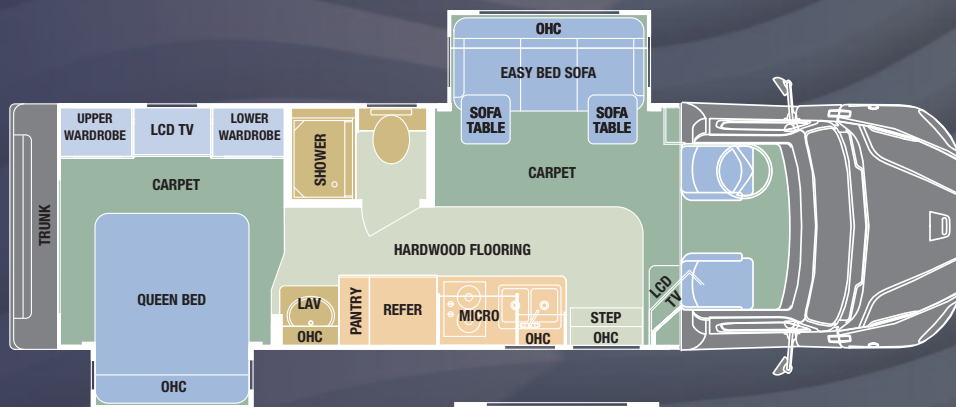 OHC
EASY BED SOFA
SOFA
TABLE
SOFA
TABLE
UPPER
WARDROBE
LCD TV
LOWER
WARDROBE
SHOWER
CARPET
CARPET
TRUNK
HARDWOOD FLOORING
QUEEN BED
LAV
OHC
PANTRY
REFER
MICRO
OHC
STEP
OHC
LCD
TV
OHC